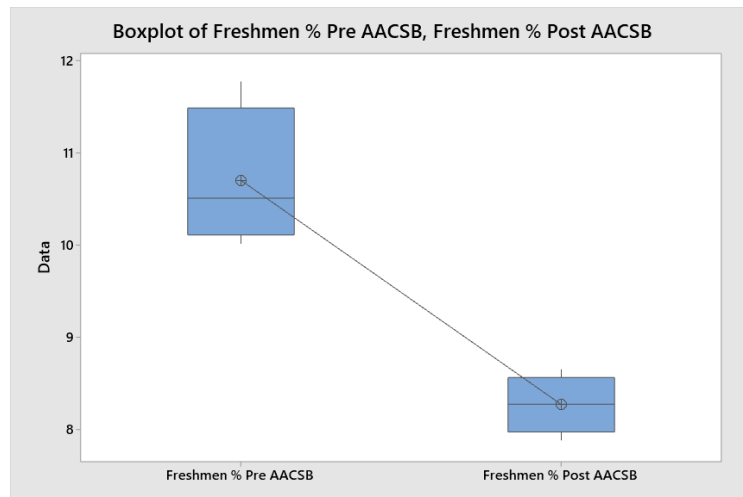 Boxplot of Freshmen % Pre AACSB, Freshmen % Post AACSB
12
11
10
9
8
Data
Freshmen % Pre AACSB
Freshmen % Post AACSB